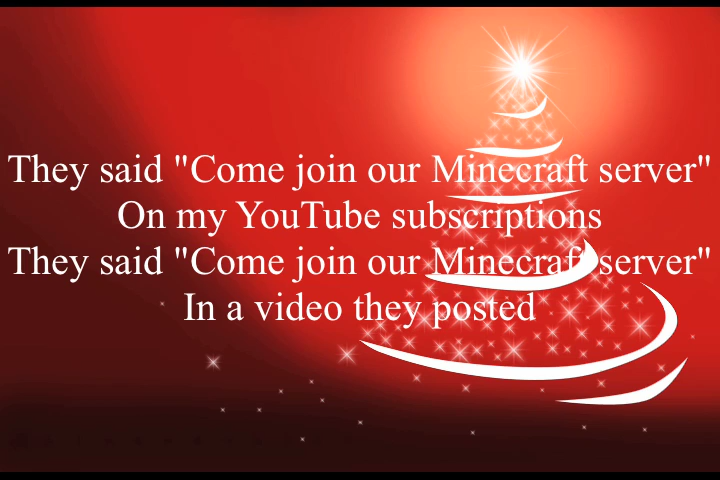 They said "Come join our Minecraft server"
On my YouTube subscriptions
They said "Come join our Minecraft server"
In a video they posted